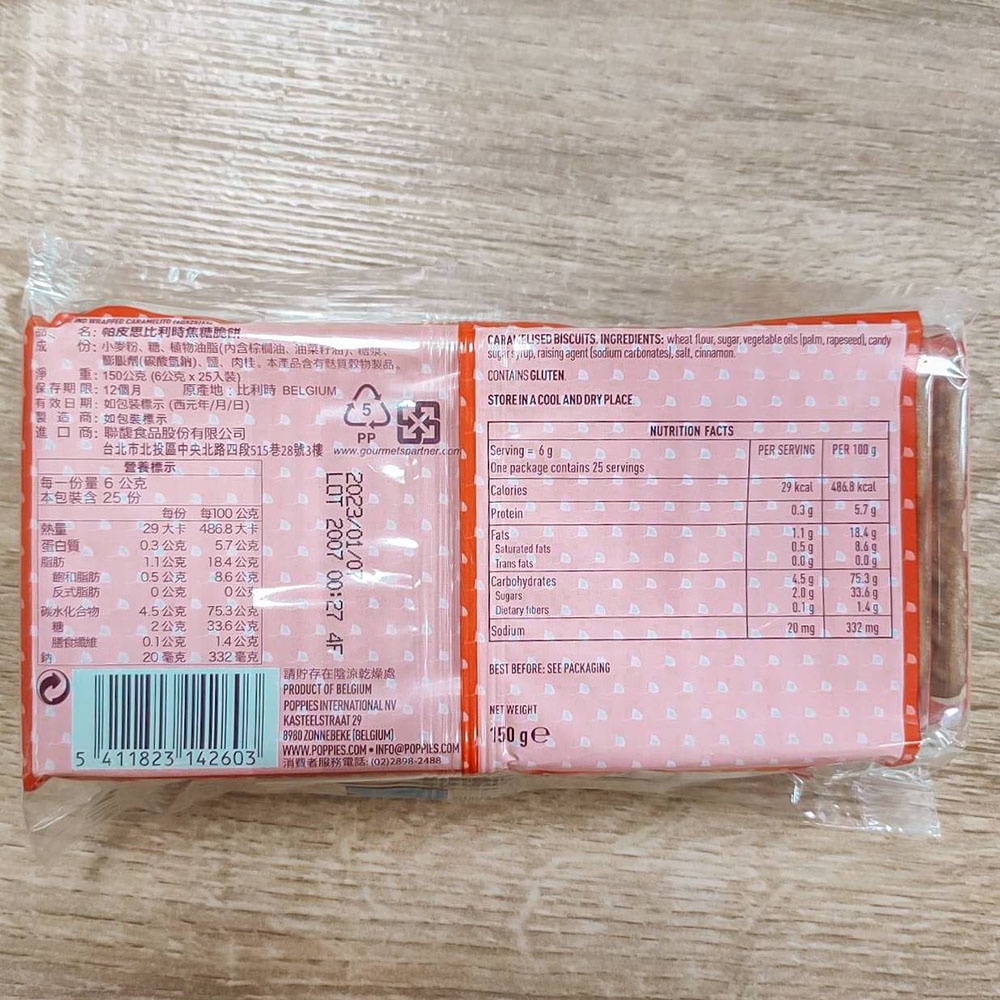 IND. WRAPPED CARAMELITO
品 名: 帕皮思比利時焦糖脆餅
成 份: 小麥粉、糖、植物油脂(內含棕櫚油、油菜籽油)、糖漿、
膨脹劑(碳酸氫鈉)、鹽、肉桂。本產品含有麩質穀物製品。
淨 重: 150公克 (6公克 x 25入裝)
保存期限: 12個月 原產地: 比利時 BELGIUM
有效日期: 如包裝標示 (西元年/月/日)
製 造 商: 如包裝標示
進 口 商: 聯馥食品股份有限公司
台北市北投區中央北路四段515巷28號3樓
5
PP
www.gourmetspartner.com
營養標示
每一份量 6 公克
本包裝含 25 份
每份 每100 公克
熱量 29 大卡 486.8 大卡
蛋白質 0.3 公克 5.7公克
脂肪 1.1公克 18.4 公克
飽和脂肪 0.5 公克 8.6公克
反式脂肪 0 公克 0公克
碳水化合物 4.5 公克 75.3公克
糖 2公克 33.6公克
膳食纖維 0.1公克 1.4公克
鈉 20 毫克 332 毫克
2023/01/07
LOT 2007 00:27 4F
5 411823 142603
請貯存在陰涼乾燥處
PRODUCT OF BELGIUM
POPPIES INTERNATIONAL NV
KASTEELSTRAAT 29
8980 ZONNEBEKE (BELGIUM)
WWW.POPPIES.COM • INFO@POPPIES.COM
消費者服務電話: (02)2898-2488
CARAMELISED BISCUITS. INGREDIENTS: wheat flour, sugar, vegetable oils (palm, rapeseed), candy
sugar syrup, raising agent (sodium carbonates), salt, cinnamon.
CONTAINS GLUTEN.
STORE IN A COOL AND DRY PLACE
NUTRITION FACTS
Serving = 6 g PER SERVING PER 100 g
One package contains 25 servings
Calories 29 kcal 486.8 kcal
Protein 0.3 g 5.7 g
Fats 1.1 g 18.4 g
Saturated fats 0.5 g 8.6 g
Trans fats 0.0 g 0.0 g
Carbohydrates 4.5 g 75.3 g
Sugars 2.0 g 33.6 g
Dietary fibers 0.1 g 1.4 g
Sodium 20 mg 332 mg
BEST BEFORE: SEE PACKAGING
NET WEIGHT
150 g e